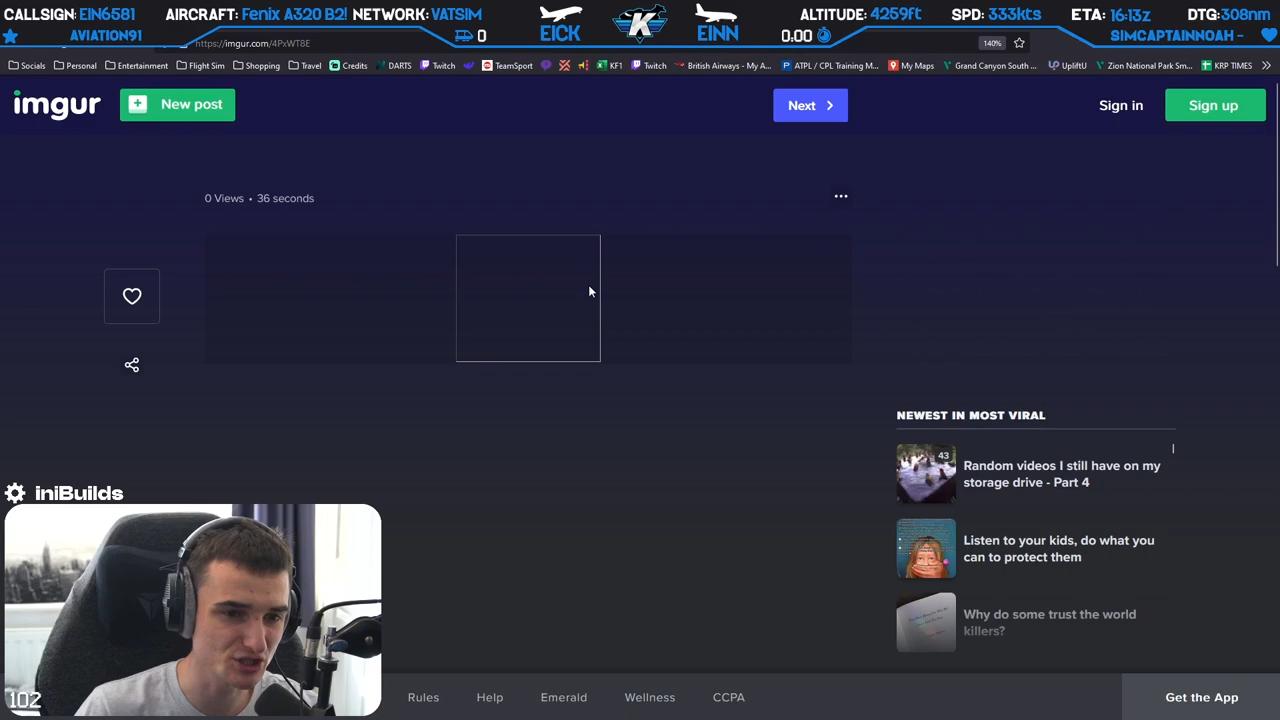 CALLSIGN: EIN6581 AIRCRAFT: Fenix A320 B2! NETWORK: VATSIM ALTITUDE: 4259ft SPD: 333kts ETA: 16:13z DTG: 308nm
AVIATION91 0 EICK K EINN 0.00 SIMCAPTAINNOAH -
https://imgur.com/4PxWT8E 140%
Socials Personal Entertainment Flight Sim Shopping Travel Credits DARTS Twitch TeamSport KF1 Twitch British Airways - My A... ATPL / CPL Training M... My Maps Grand Canyon South ... UpliftU Zion National Park Sm... KRP TIMES
imgur New post Next Sign in Sign up
0 Views • 36 seconds
NEWEST IN MOST VIRAL
43
Random videos I still have on my
storage drive - Part 4
Listen to your kids, do what you
can to protect them
Why do some trust the world
killers?
iniBuilds
102
Rules Help Emerald Wellness CCPA Get the App